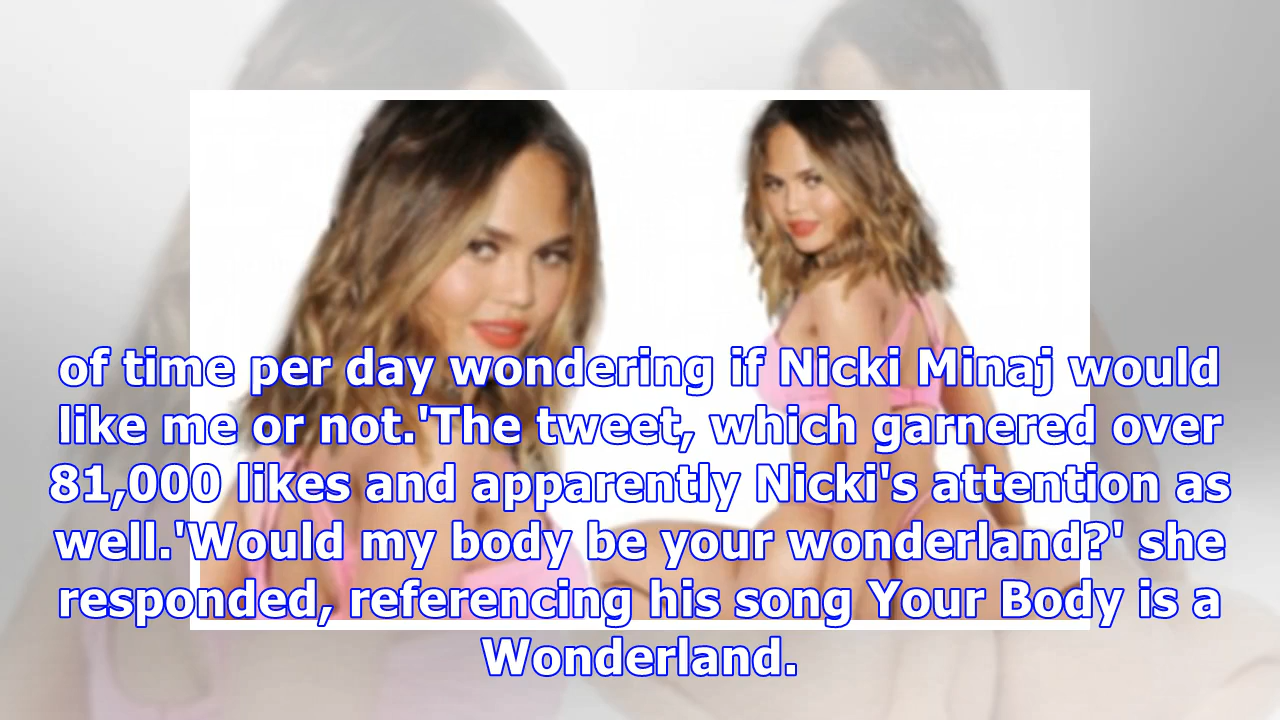 of time per day wondering if Nicki Minaj would
like me or not.'The tweet, which garnered over
81,000 likes and apparently Nicki's attention as
well.'Would my body be your wonderland?' she
responded, referencing his song Your Body is a
Wonderland.